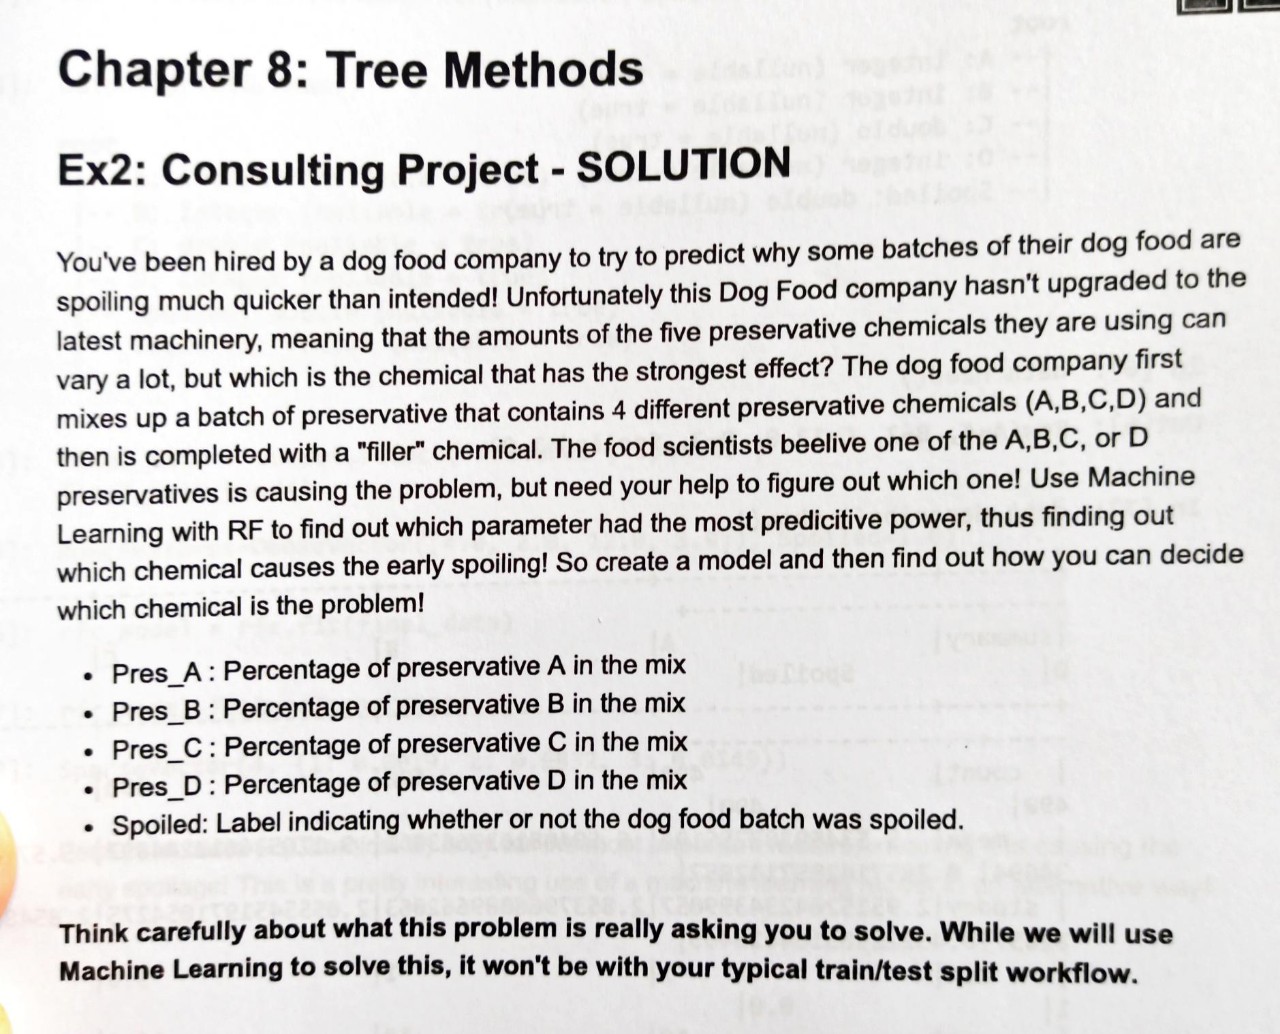 Chapter 8: Tree Methods
Ex2: Consulting Project - SOLUTION
You've been hired by a dog food company to try to predict why some batches of their dog food are
spoiling much quicker than intended! Unfortunately this Dog Food company hasn't upgraded to the
latest machinery, meaning that the amounts of the five preservative chemicals they are using can
vary a lot, but which is the chemical that has the strongest effect? The dog food company first
mixes up a batch of preservative that contains 4 different preservative chemicals (A,B,C,D) and
then is completed with a "filler" chemical. The food scientists beelive one of the A,B,C, or D
preservatives is causing the problem, but need your help to figure out which one! Use Machine
Learning with RF to find out which parameter had the most predicitive power, thus finding out
which chemical causes the early spoiling! So create a model and then find out how you can decide
which chemical is the problem!
• Pres_A : Percentage of preservative A in the mix
• Pres_B : Percentage of preservative B in the mix
• Pres_C : Percentage of preservative C in the mix
• Pres_D : Percentage of preservative D in the mix
• Spoiled: Label indicating whether or not the dog food batch was spoiled.
Think carefully about what this problem is really asking you to solve. While we will use
Machine Learning to solve this, it won't be with your typical train/test split workflow.